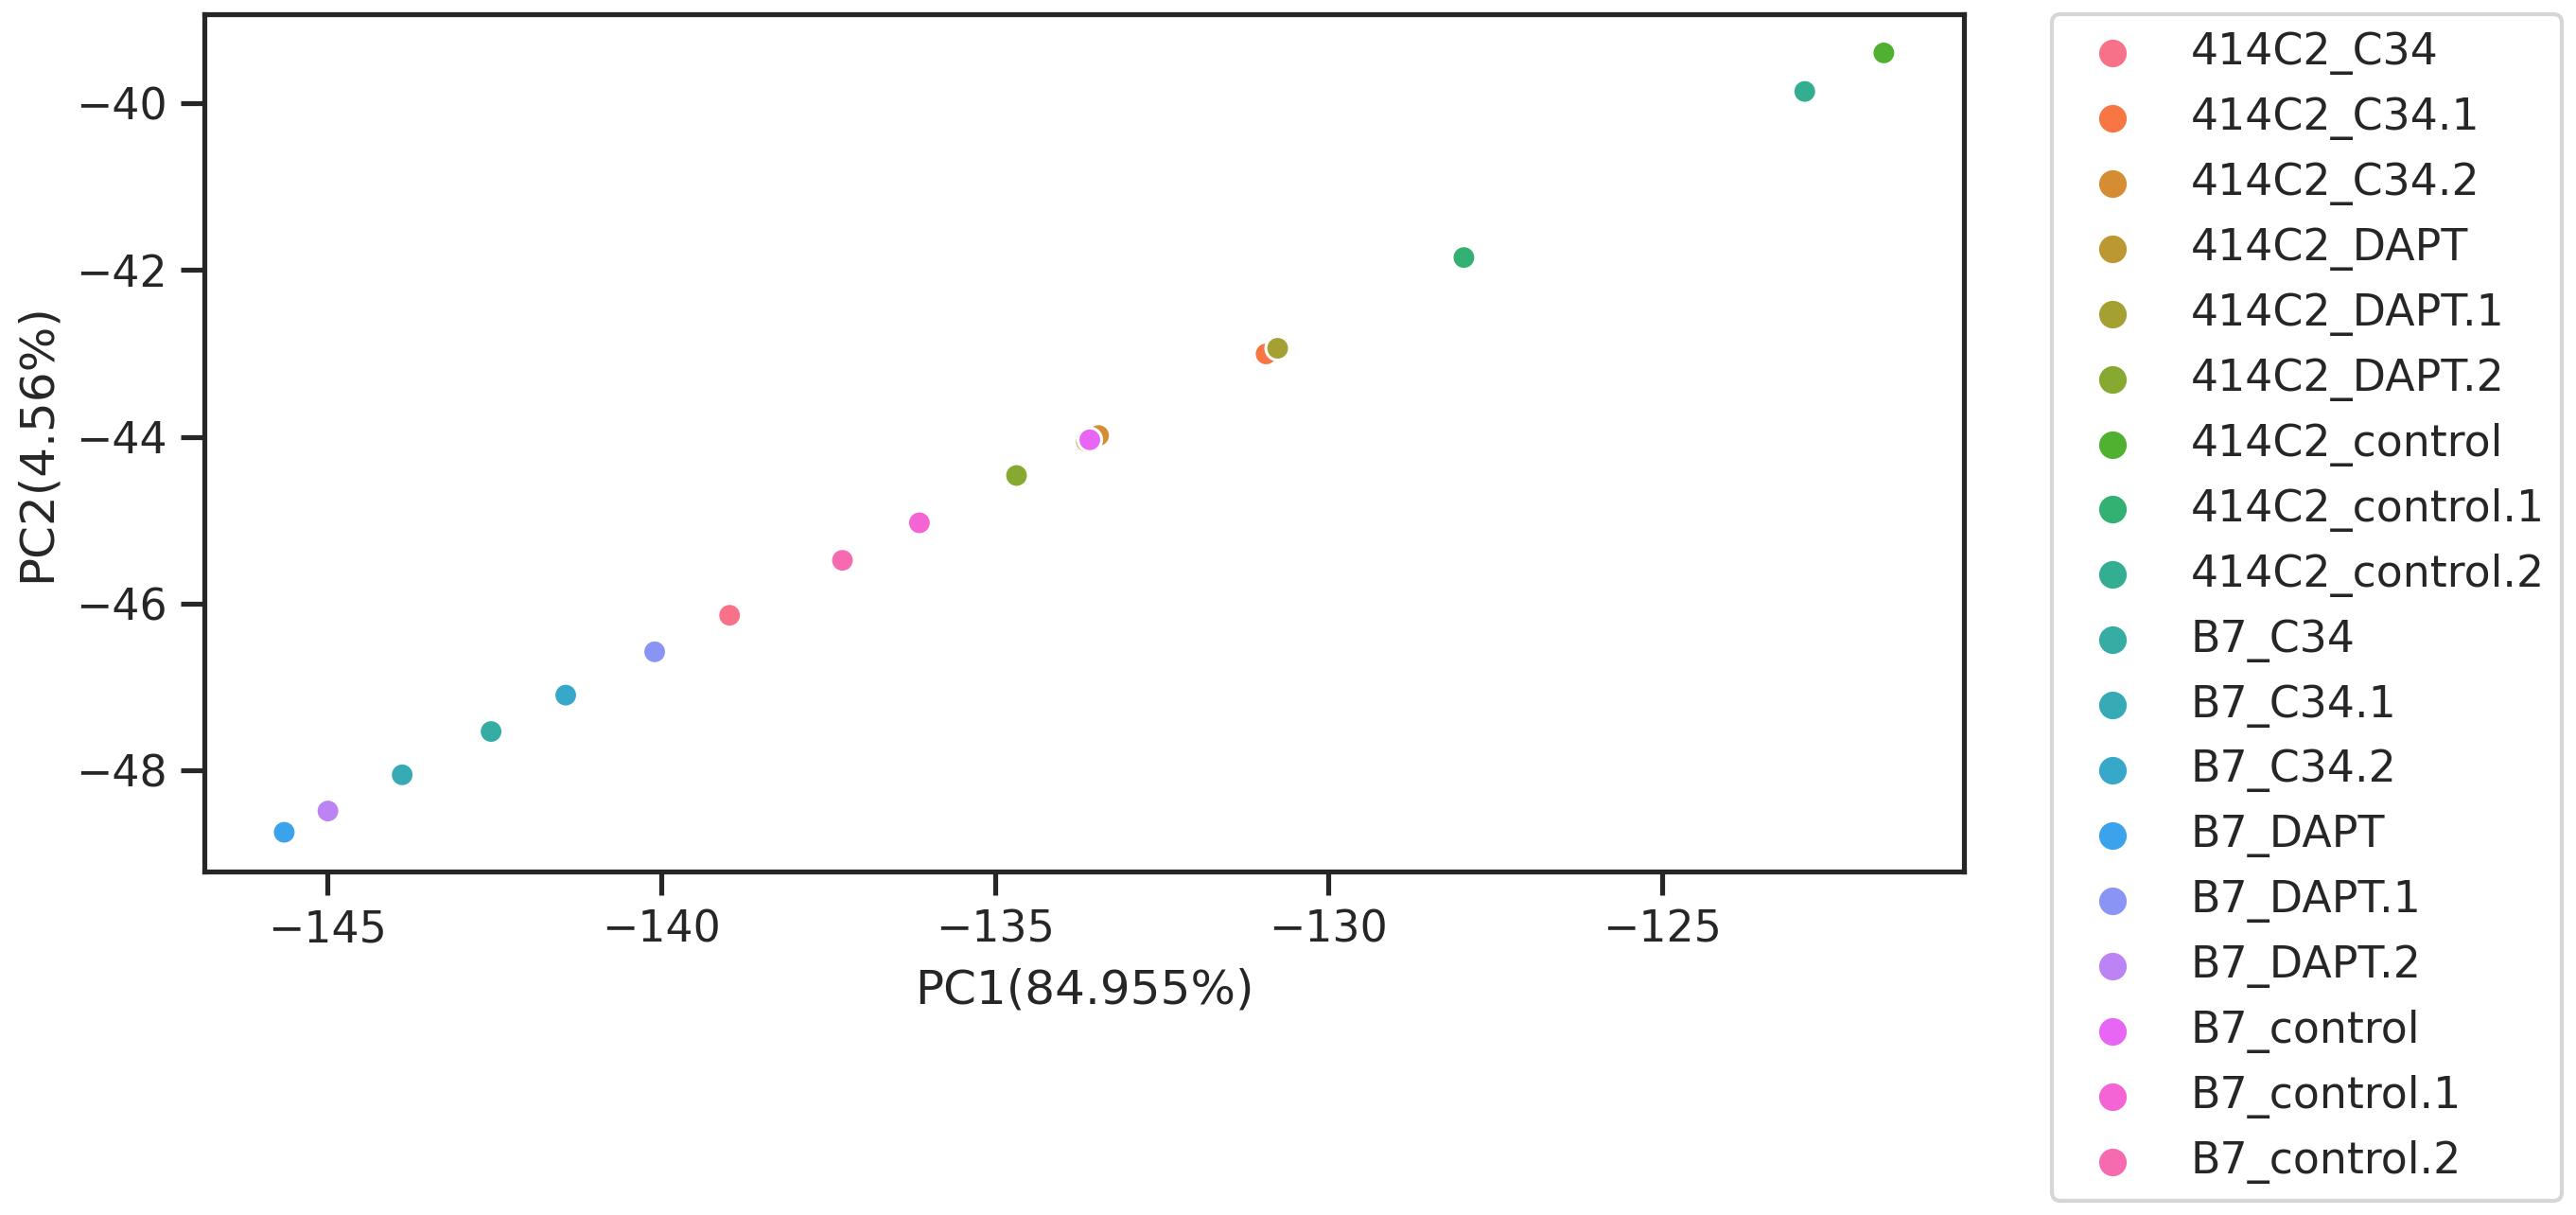 −40
−42
−44
−46
−48
PC2(4.56%)
−145
−140
−135
−130
−125
PC1(84.955%)
414C2_C34
414C2_C34.1
414C2_C34.2
414C2_DAPT
414C2_DAPT.1
414C2_DAPT.2
414C2_control
414C2_control.1
414C2_control.2
B7_C34
B7_C34.1
B7_C34.2
B7_DAPT
B7_DAPT.1
B7_DAPT.2
B7_control
B7_control.1
B7_control.2